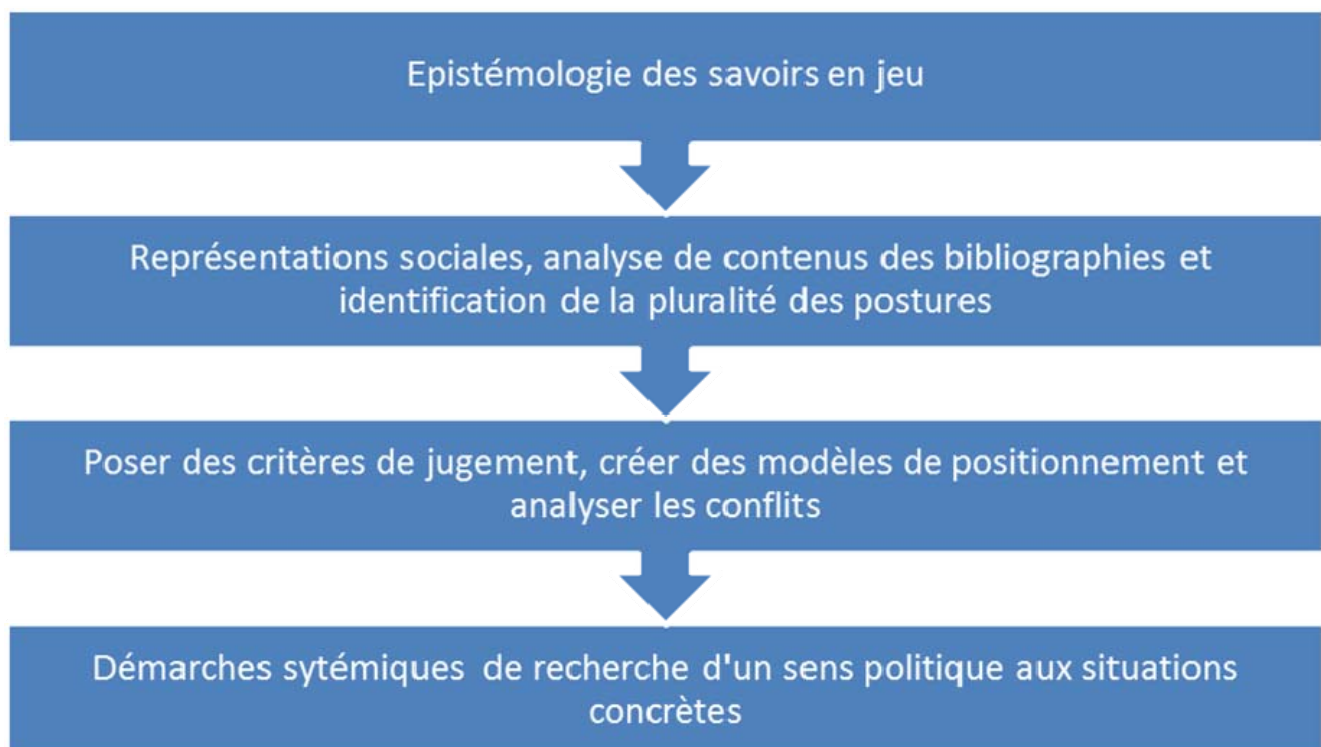 Epistémologie des savoirs en jeu
Représentations sociales, analyse de contenus des bibliographies et
identification de la pluralité des postures
Poser des critères de jugement, créer des modèles de positionnement et
analyser les conflits
Démarches sytémiques de recherche d'un sens politique aux situations
concrètes